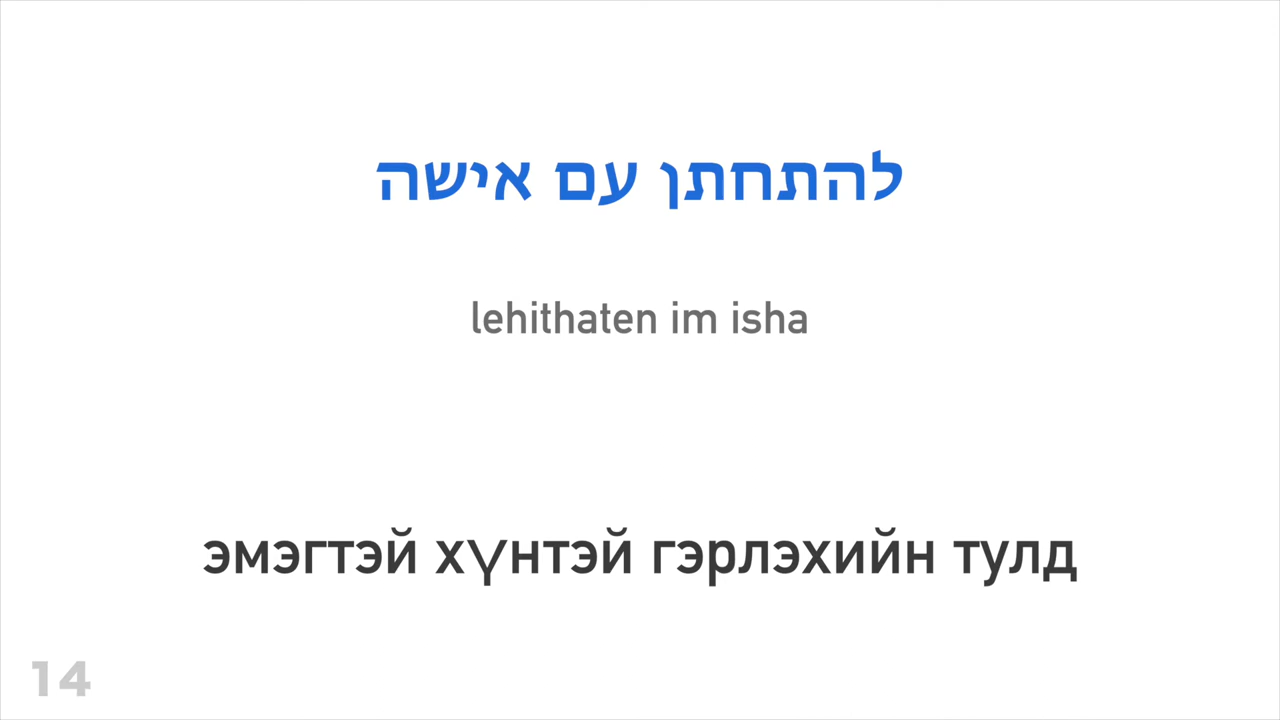 להתחתן עם אישה
lehithaten im isha
эмэгтэй хүнтэй гэрлэхийн тулд
14